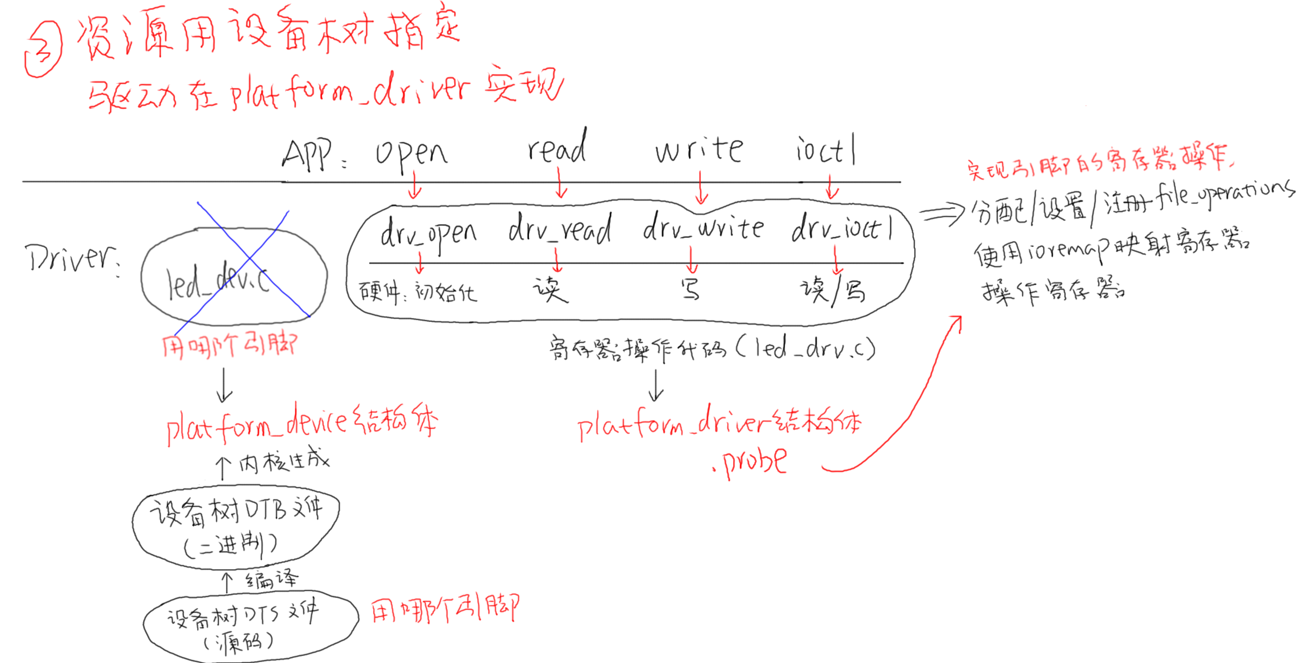 ③ 资源用设备树指定
驱动在platform_driver实现
APP: open read write ioctl
实现引脚的寄存器操作.
分配/设置/注册file_operations
使用ioremap映射寄存器
操作寄存器
Driver:
led_dev.c
drv_open drv_read drv_write drv_ioctl
硬件:初始化 读 写 读/写
用哪个引脚
寄存器操作代码(led_drv.c)
platform_device结构体
platform_driver结构体
.probe
内核生成
设备树DTB文件
(二进制)
编译
设备树DTS文件
(源码)
用哪个引脚